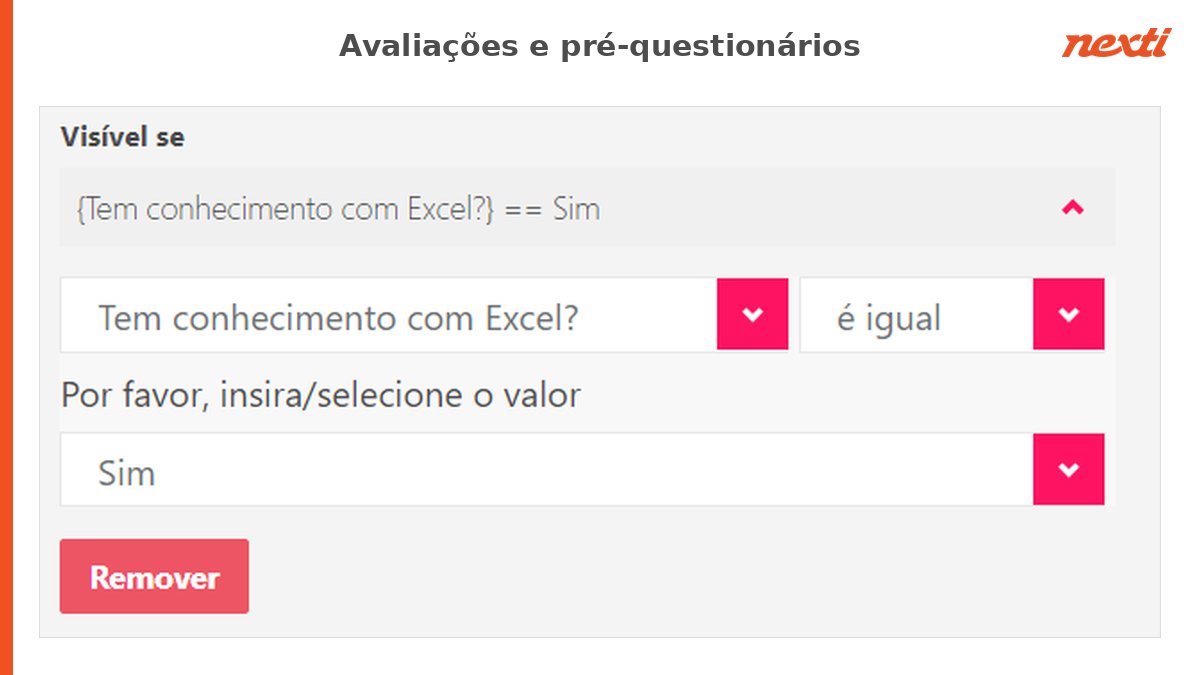 Avaliações e pré-questionários
nexti
Visível se
{Tem conhecimento com Excel?} == Sim
Tem conhecimento com Excel?
é igual
Por favor, insira/selecione o valor
Sim
Remover